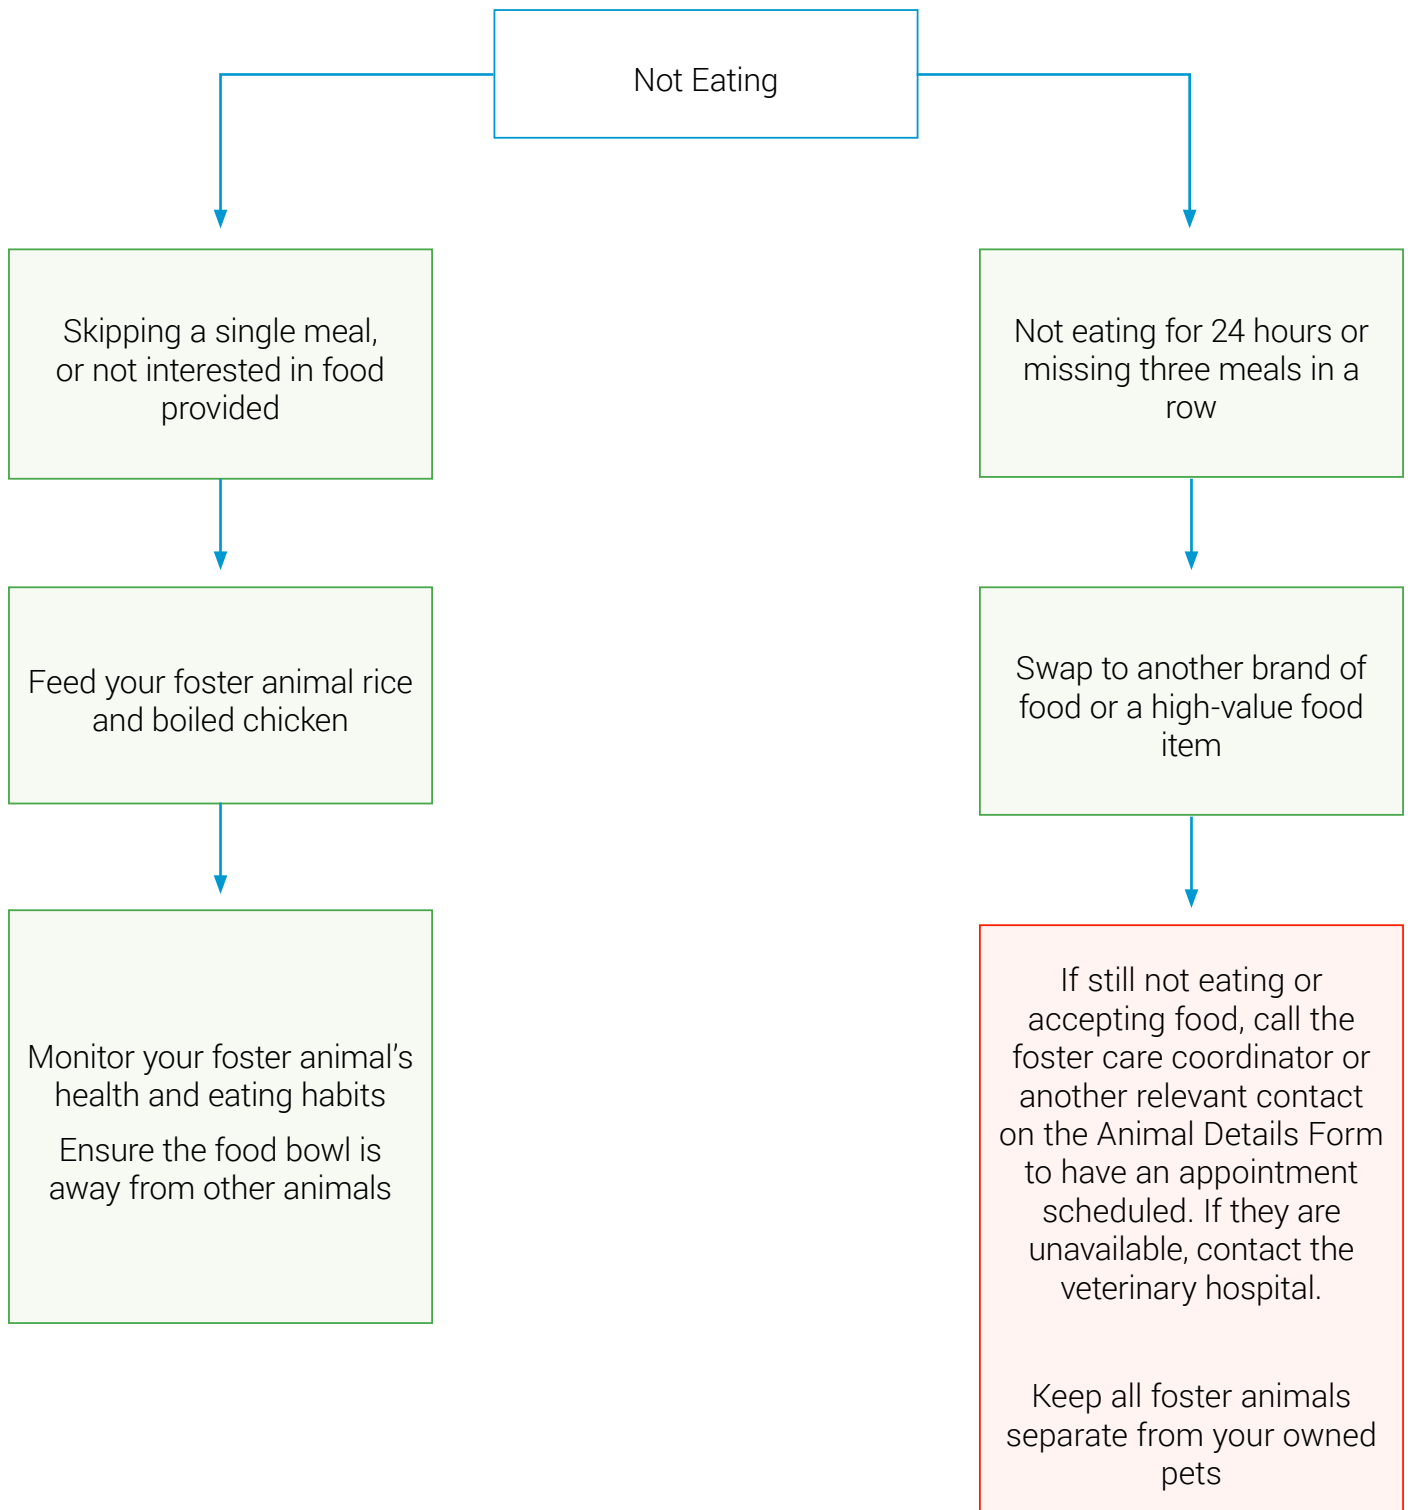 Not Eating
Skipping a single meal,
or not interested in food
provided
Feed your foster animal rice
and boiled chicken
Monitor your foster animal’s
health and eating habits
Ensure the food bowl is
away from other animals
Not eating for 24 hours or
missing three meals in a
row
Swap to another brand of
food or a high-value food
item
If still not eating or
accepting food, call the
foster care coordinator or
another relevant contact
on the Animal Details Form
to have an appointment
scheduled. If they are
unavailable, contact the
veterinary hospital.
Keep all foster animals
separate from your owned
pets